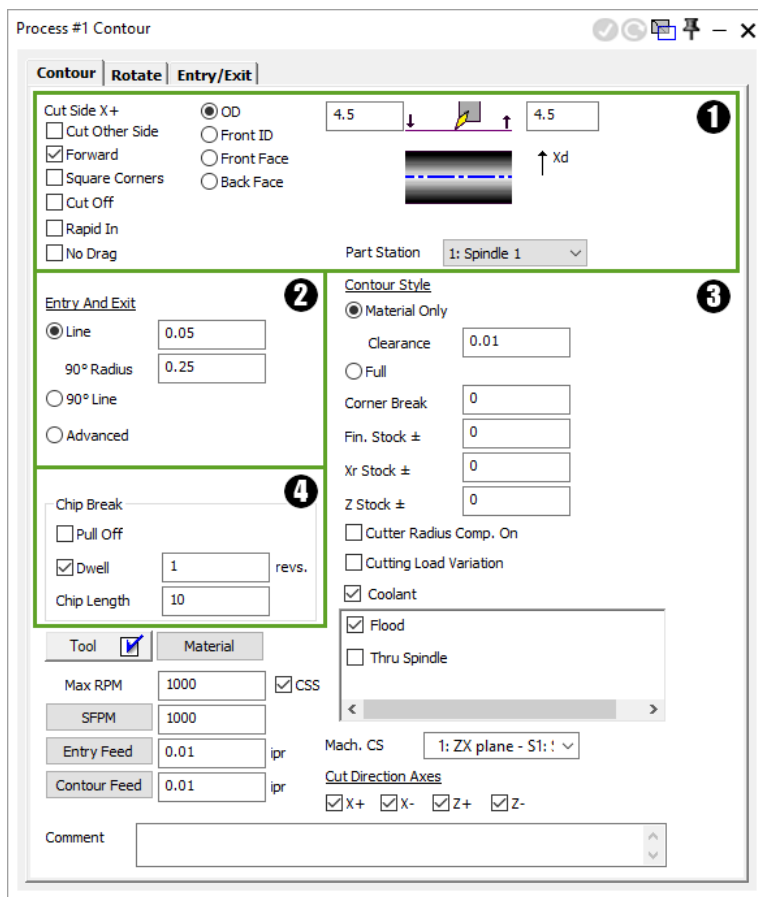 Process #1 Contour
Contour Rotate Entry/Exit
Cut Side X+
Cut Other Side
Forward
Square Corners
Cut Off
Rapid In
No Drag
OD
Front ID
Front Face
Back Face
4.5 4.5
Xd
1
Part Station 1: Spindle 1
2
Entry And Exit
Line 0.05
90° Radius 0.25
90° Line
Advanced
3
Contour Style
Material Only
Clearance 0.01
Full
Corner Break 0
Fin. Stock ± 0
Xr Stock ± 0
Z Stock ± 0
Cutter Radius Comp. On
Cutting Load Variation
Coolant
Flood
Thru Spindle
4
Chip Break
Pull Off
Dwell 1 revs.
Chip Length 10
Tool Material
Max RPM 1000 CSS
SFPM 1000
Entry Feed 0.01 ipr
Contour Feed 0.01 ipr
Mach. CS 1: ZX plane - S1:
Cut Direction Axes
X+ X- Z+ Z-
Comment